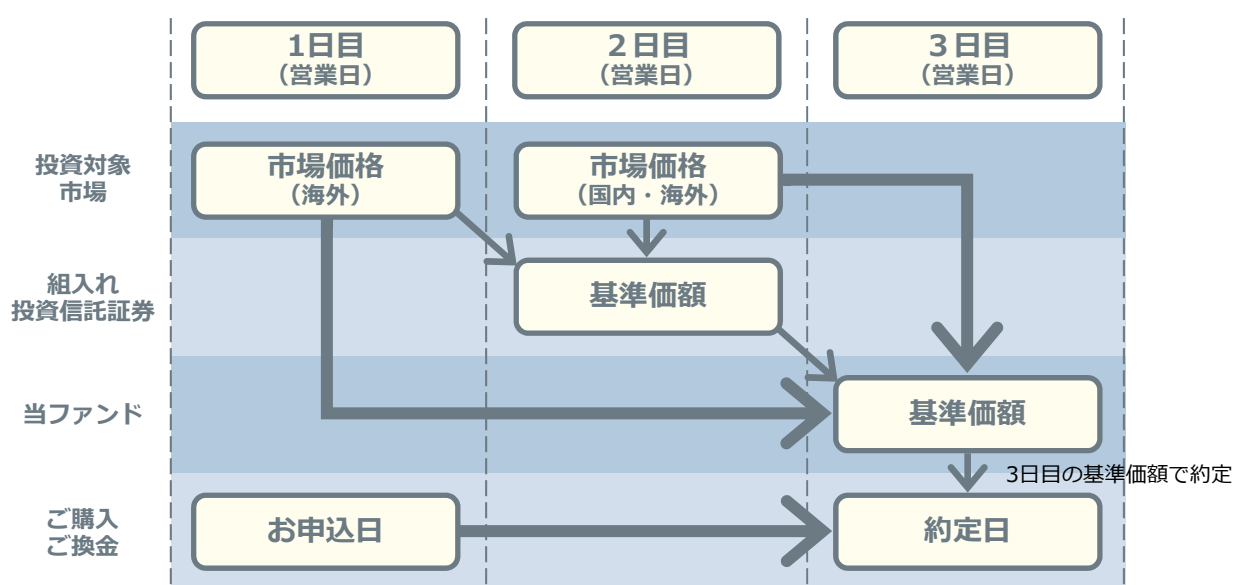 1日目
（営業日）
２日目
（営業日）
３日目
（営業日）
投資対象
市場
市場価格
（海外）
市場価格
（国内・海外）
組入れ
投資信託証券
基準価額
当ファンド
基準価額
3日目の基準価額で約定
ご購入
ご換金
お申込日
約定日